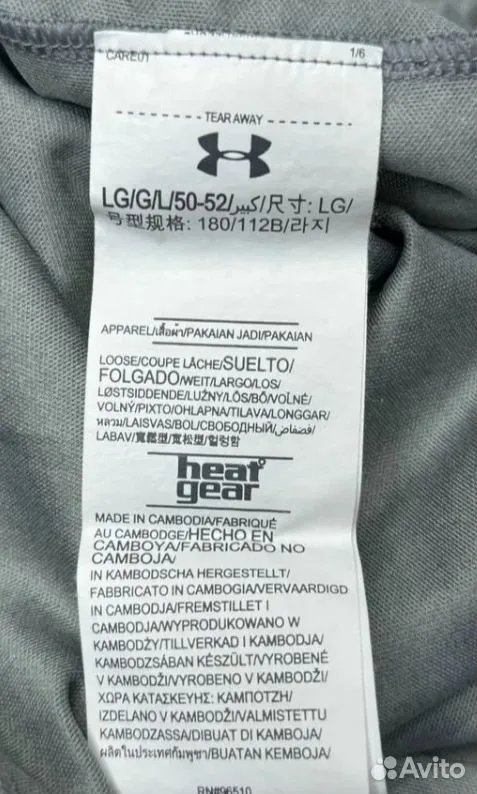 CARE01 1/6
TEAR AWAY
LG/G/L/50-52/كبير/尺寸: LG/
号型规格: 180/112B/라지
APPAREL/เสื้อผ้า/PAKAIAN JADI/PAKAIAN
LOOSE/COUPE LÂCHE/SUELTO/
FOLGADO/WEIT/LARGO/LOS/
LØSTSIDDENDE/LUŹNY/LÖS/BŐ/VOLNÉ/
VOLNÝ/PIXTO/OHLAPNA/TILAVA/LONGGAR/
หลวม/LAISVAS/BOL/СВОБОДНЫЙ/فضفاض/
LABAV/寬鬆型/宽松型/헐렁함
heat
gear
MADE IN CAMBODIA/FABRIQUÉ
AU CAMBODGE/HECHO EN
CAMBOYA/FABRICADO NO
CAMBOJA/
IN KAMBODSCHA HERGESTELLT/
FABBRICATO IN CAMBOGIA/VERVAARDIGD
IN CAMBODJA/FREMSTILLET I
CAMBODJA/WYPRODUKOWANO W
KAMBODŻY/TILLVERKAD I KAMBODJA/
KAMBODZSÁBAN KÉSZÜLT/VYROBENÉ
V KAMBODŽI/VYROBENO V KAMBODŽI/
ΧΩΡΑ ΚΑΤΑΣΚΕΥΗΣ: ΚΑΜΠΟΤΖΗ/
IZDELANO V KAMBODŽI/VALMISTETTU
KAMBODZASSA/DIBUAT DI KAMBOJA/
ผลิตในประเทศกัมพูชา/BUATAN KEMBOJA/
RN#96510
Avito